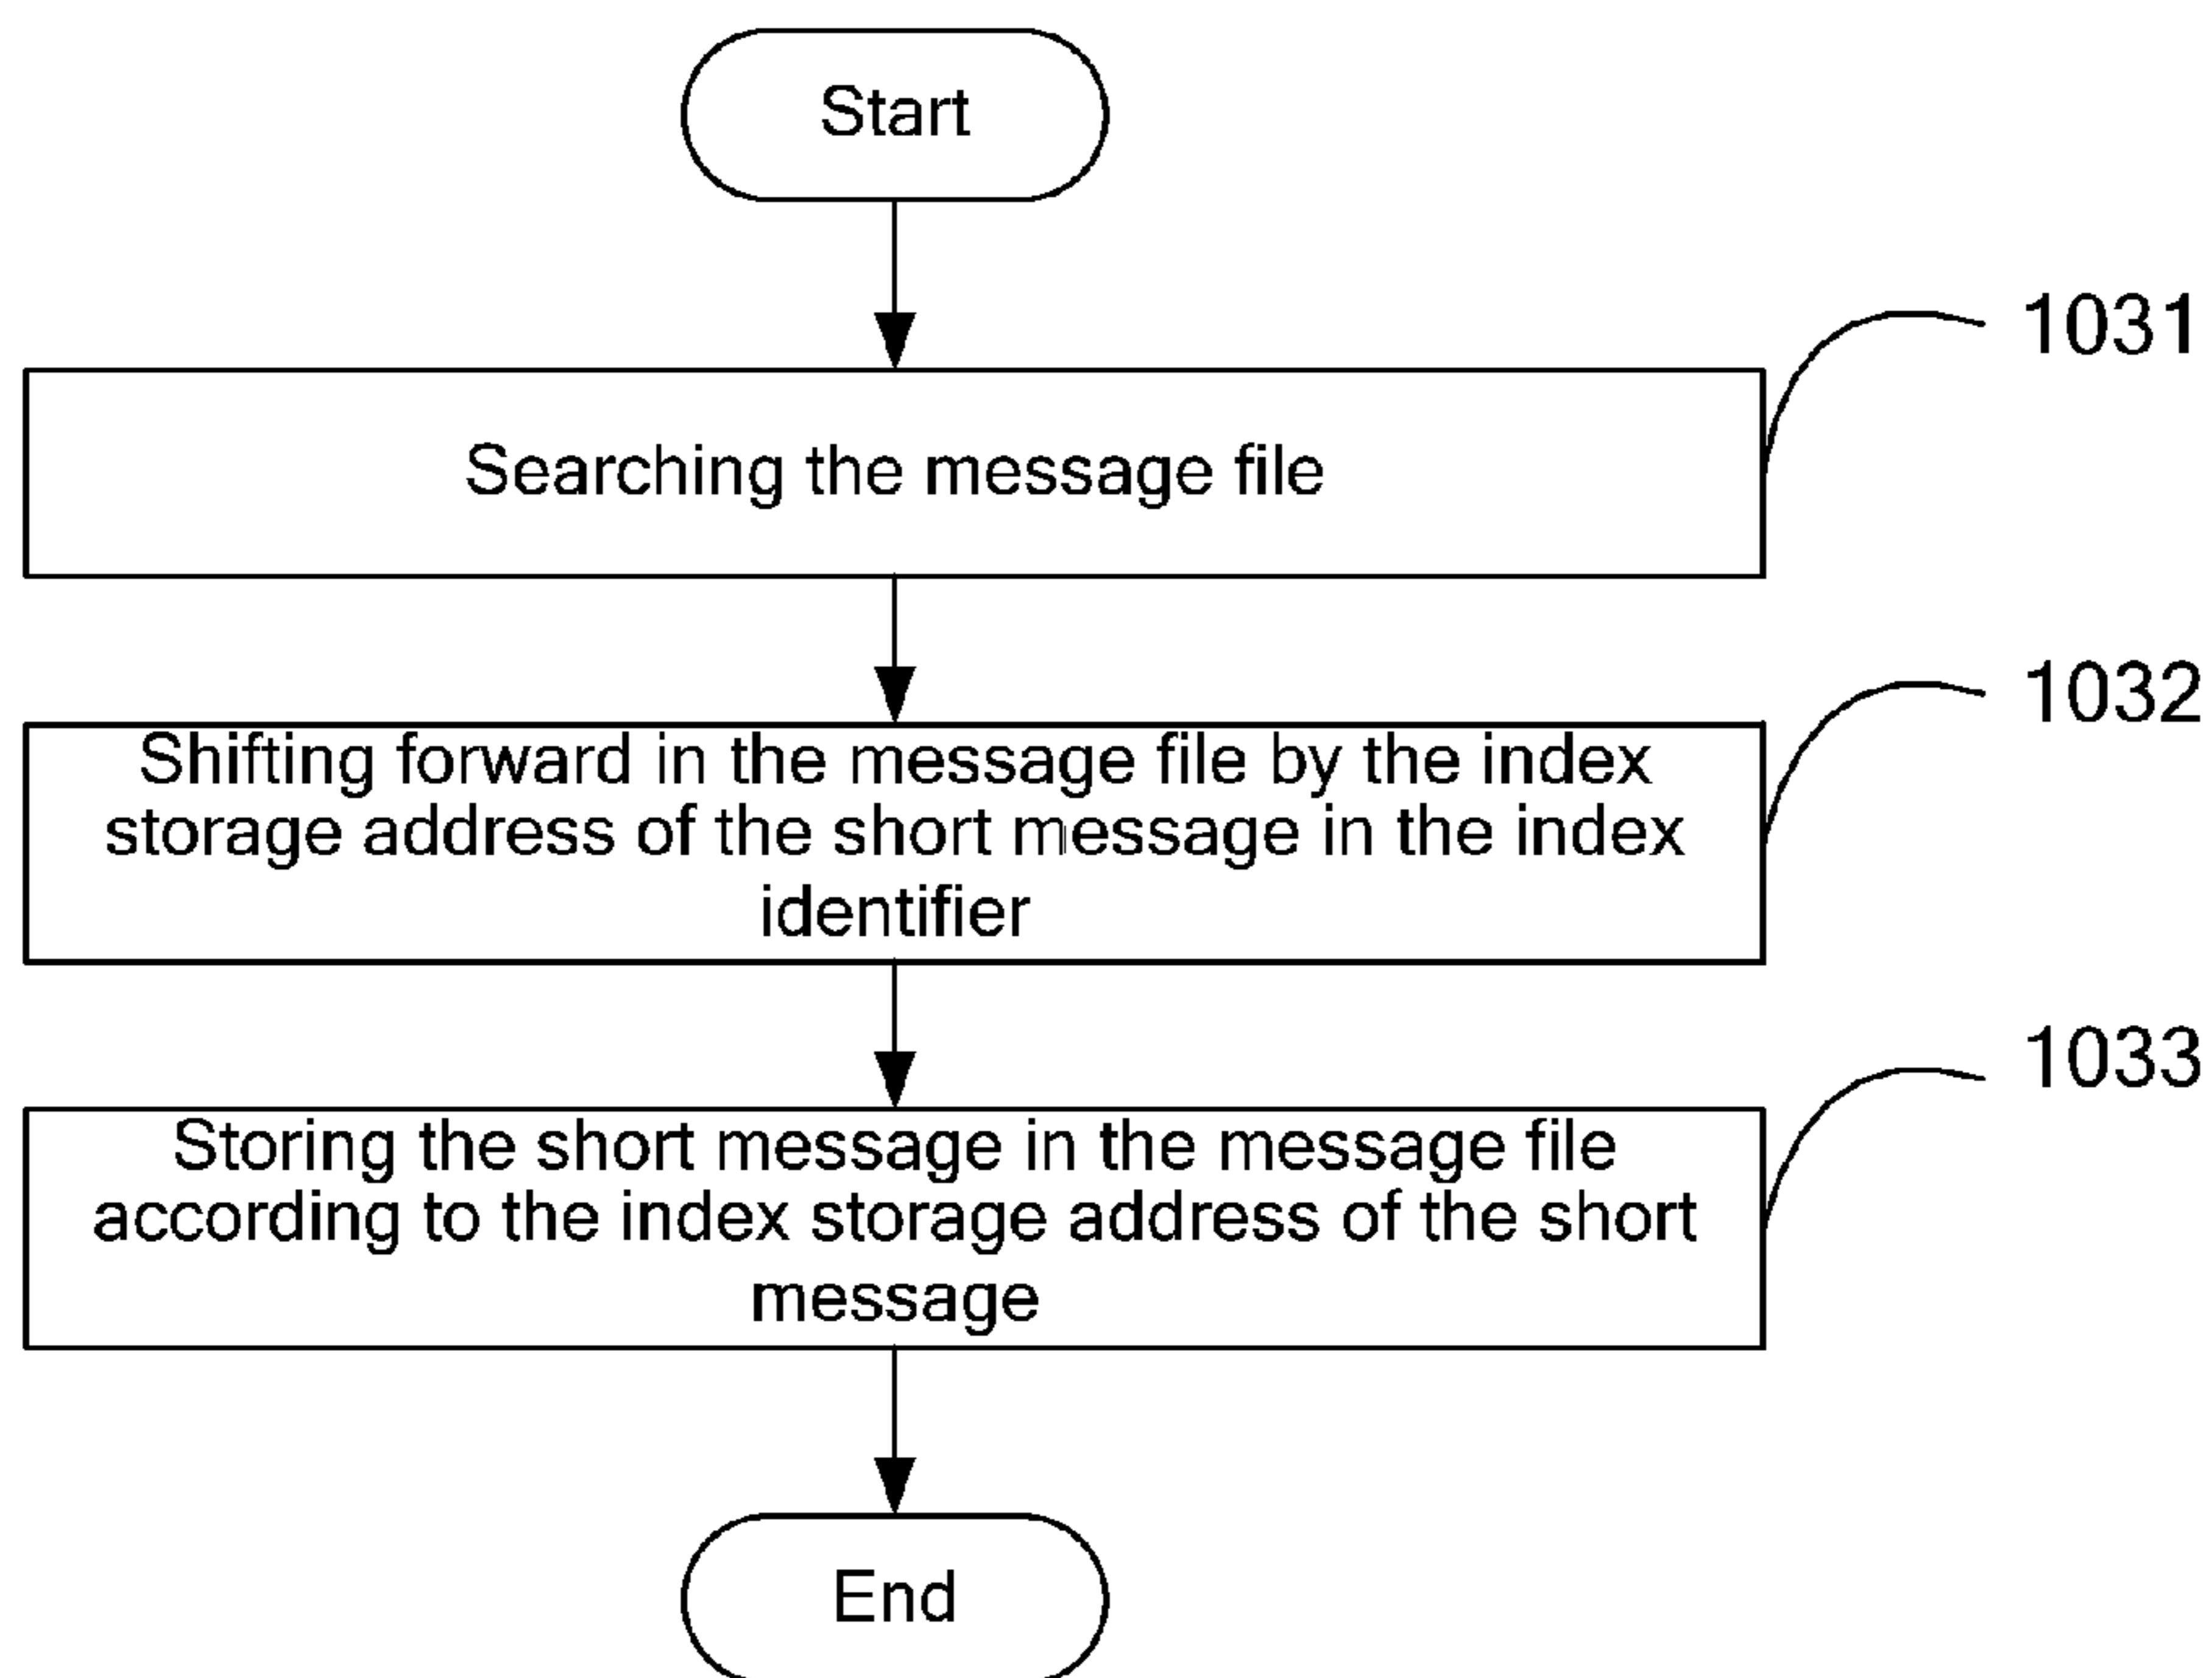 Start
1031
Searching the message file
1032
Shifting forward in the message file by the index
storage address of the short message in the index
identifier
1033
Storing the short message in the message file
according to the index storage address of the short
message
End